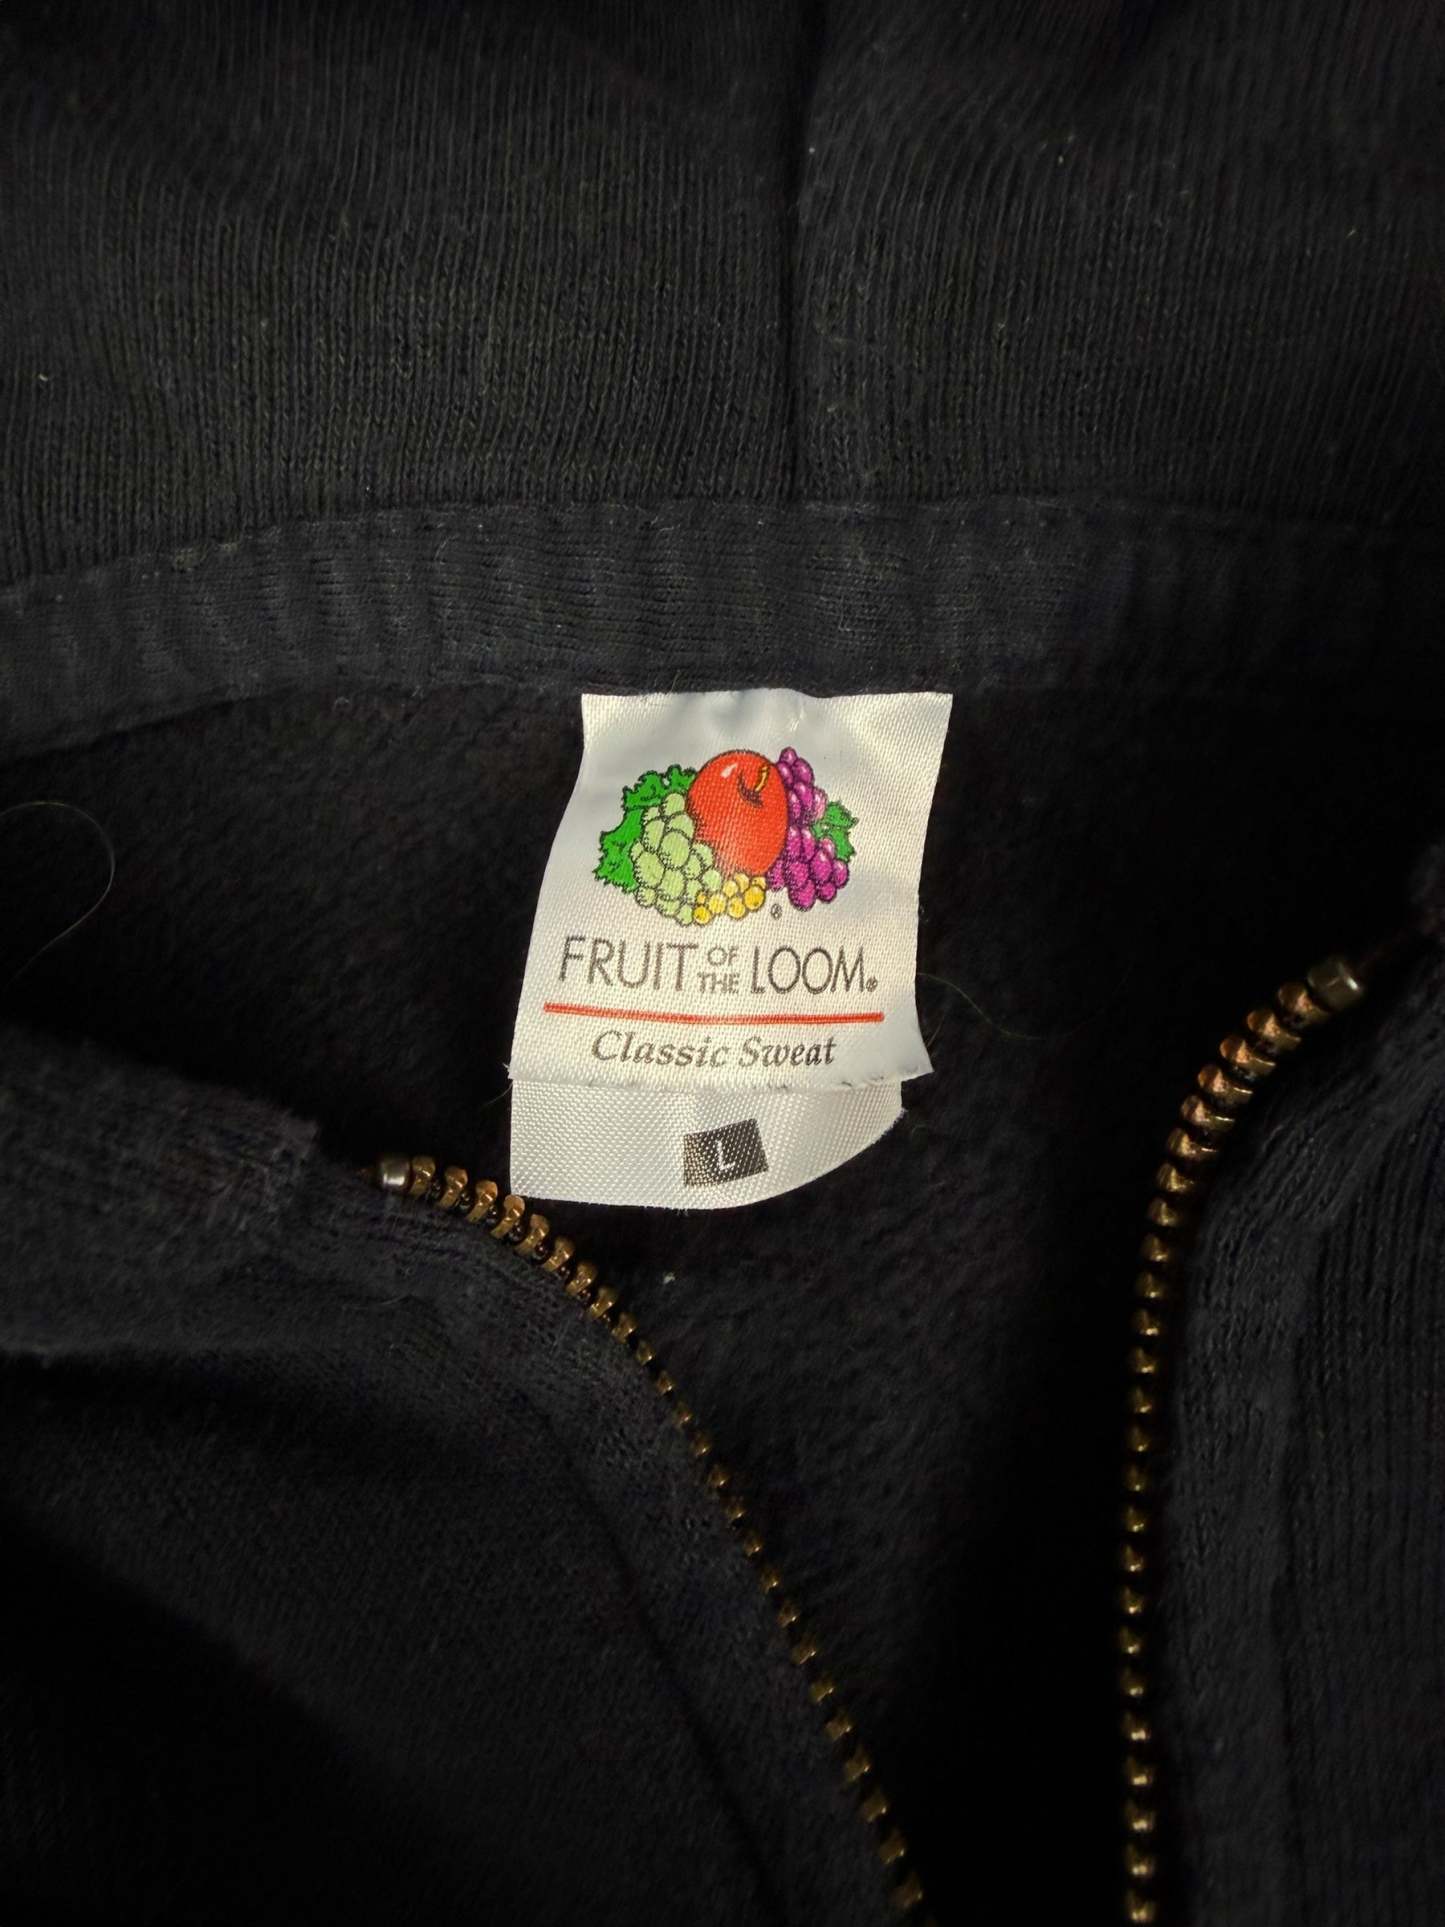 ®
FRUIT OF THE LOOM®
Classic Sweat
L